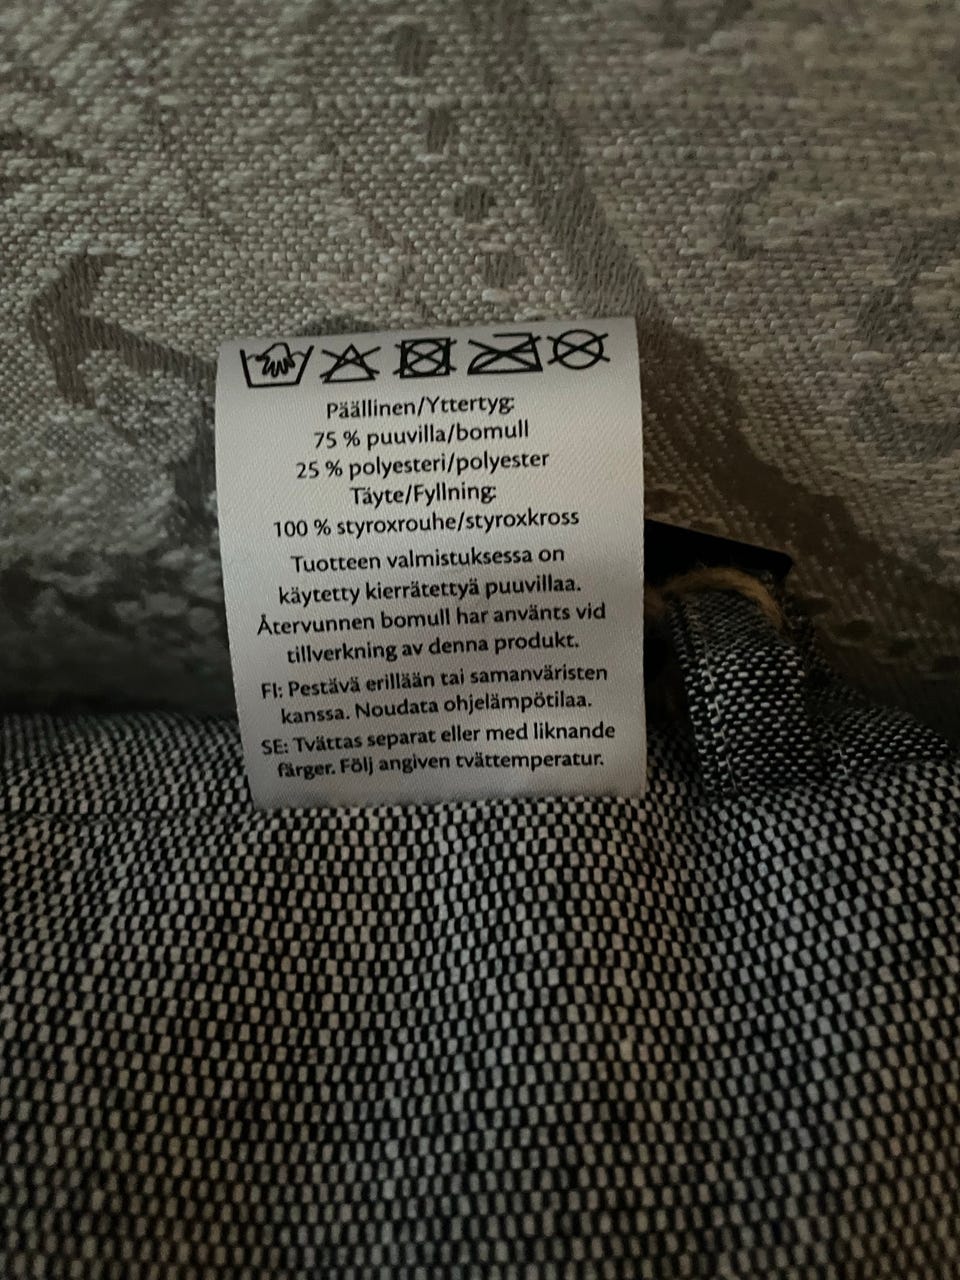 Päällinen/Yttertyg:
75 % puuvilla/bomull
25 % polyesteri/polyester
Täyte/Fyllning:
100 % styroxrouhe/styroxkross
Tuotteen valmistuksessa on
käytetty kierrätettyä puuvillaa.
Återvunnen bomull har använts vid
tillverkning av denna produkt.
FI: Pestävä erillään tai samanväristen
kanssa. Noudata ohjelämpötilaa.
SE: Tvättas separat eller med liknande
färger. Följ angiven tvättemperatur.